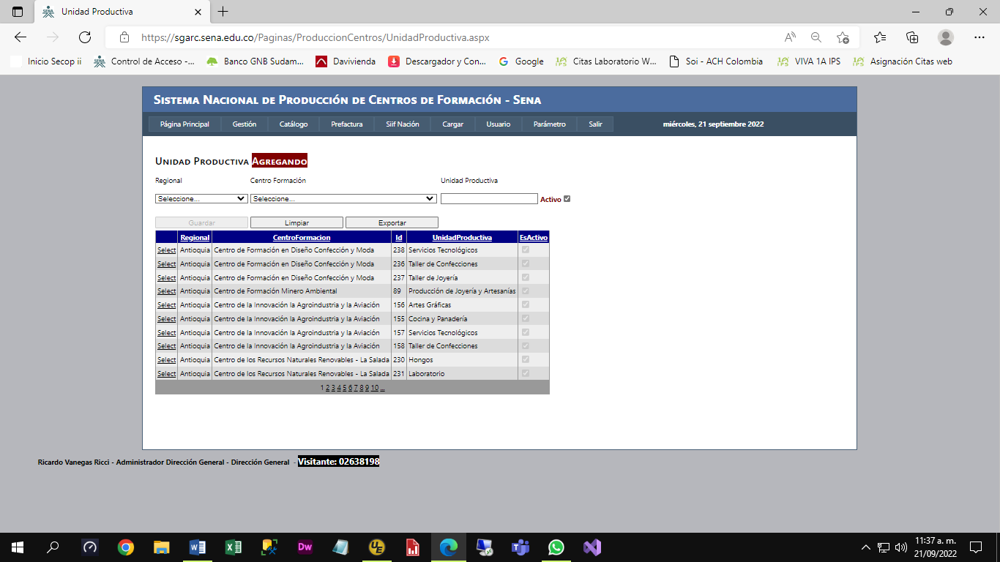 Unidad Productiva
https://sgarc.sena.edu.co/Paginas/ProduccionCentros/UnidadProductiva.aspx
Inicio Secop ii Control de Acceso -... Banco GNB Sudam... Davivienda Descargador y Con... Google Citas Laboratorio W... Soi - ACH Colombia VIVA 1A IPS Asignación Citas web
Sistema Nacional de Producción de Centros de Formación - Sena
Página Principal Gestión Catálogo Prefactura Siif Nación Cargar Usuario Parámetro Salir miércoles, 21 septiembre 2022
Unidad Productiva Agregando
Regional Centro Formación Unidad Productiva
Seleccione... Seleccione... Activo
Guardar Limpiar Exportar
Regional CentroFormacion Id UnidadProductiva EsActivo
Select Antioquia Centro de Formación en Diseño Confección y Moda 238 Servicios Tecnológicos
Select Antioquia Centro de Formación en Diseño Confección y Moda 236 Taller de Confecciones
Select Antioquia Centro de Formación en Diseño Confección y Moda 237 Taller de Joyería
Select Antioquia Centro de Formación Minero Ambiental 89 Producción de Joyería y Artesanías
Select Antioquia Centro de la Innovación la Agroindustria y la Aviación 156 Artes Gráficas
Select Antioquia Centro de la Innovación la Agroindustria y la Aviación 155 Cocina y Panadería
Select Antioquia Centro de la Innovación la Agroindustria y la Aviación 157 Servicios Tecnológicos
Select Antioquia Centro de la Innovación la Agroindustria y la Aviación 158 Taller de Confecciones
Select Antioquia Centro de los Recursos Naturales Renovables - La Salada 230 Hongos
Select Antioquia Centro de los Recursos Naturales Renovables - La Salada 231 Laboratorio
1 2 3 4 5 6 7 8 9 10 ...
Ricardo Vanegas Ricci - Administrador Dirección General - Dirección General - Visitante: 02638198
Dw UE
11:37 a. m.
21/09/2022